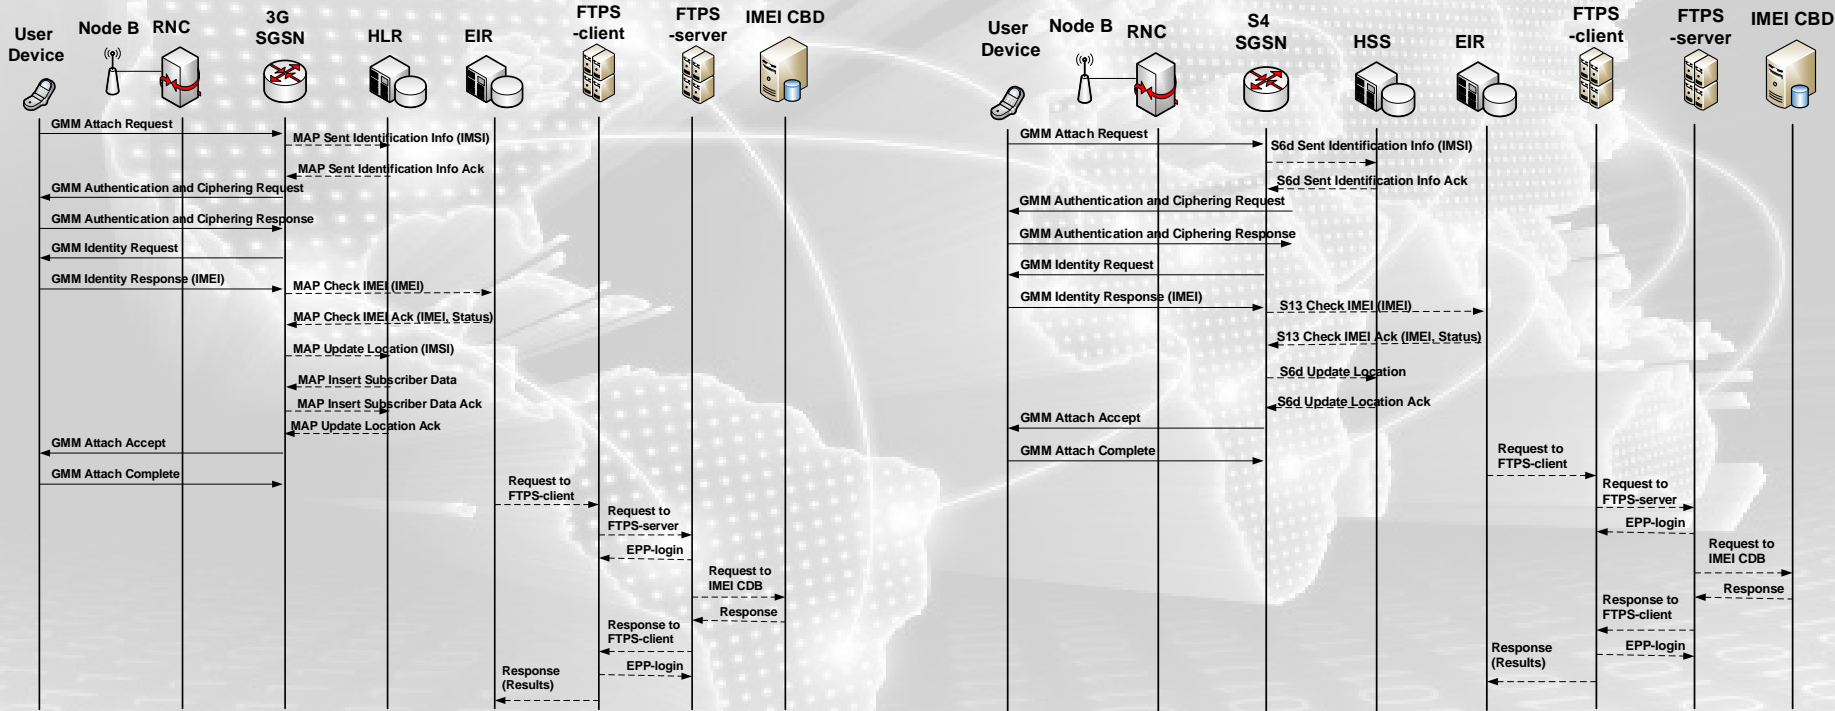 User
Device
Node B
RNC
3G
SGSN
HLR
EIR
FTPS
-client
FTPS
-server
IMEI CBD
GMM Attach Request
MAP Sent Identification Info (IMSI)
MAP Sent Identification Info Ack
GMM Authentication and Ciphering Request
GMM Authentication and Ciphering Response
GMM Identity Request
GMM Identity Response (IMEI)
MAP Check IMEI (IMEI)
MAP Check IMEI Ack (IMEI, Status)
MAP Update Location (IMSI)
MAP Insert Subscriber Data
MAP Insert Subscriber Data Ack
MAP Update Location Ack
GMM Attach Accept
GMM Attach Complete
Request to
FTPS-client
Request to
FTPS-server
EPP-login
Request to
IMEI CDB
Response
Response to
FTPS-client
EPP-login
Response
(Results)
User
Device
Node B
RNC
S4
SGSN
HSS
EIR
FTPS
-client
FTPS
-server
IMEI CBD
GMM Attach Request
S6d Sent Identification Info (IMSI)
S6d Sent Identification Info Ack
GMM Authentication and Ciphering Request
GMM Authentication and Ciphering Response
GMM Identity Request
GMM Identity Response (IMEI)
S13 Check IMEI (IMEI)
S13 Check IMEI Ack (IMEI, Status)
S6d Update Location
S6d Update Location Ack
GMM Attach Accept
GMM Attach Complete
Request to
FTPS-client
Request to
FTPS-server
EPP-login
Request to
IMEI CDB
Response
Response to
FTPS-client
EPP-login
Response
(Results)